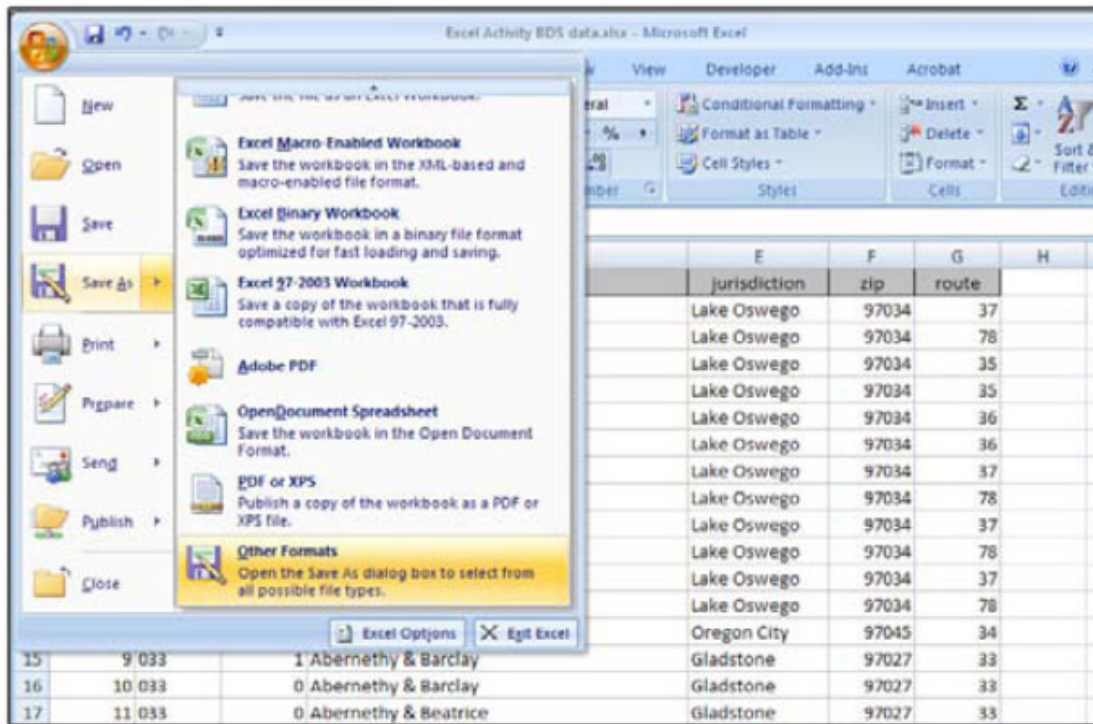 Excel Activity BDS data.xlsx - Microsoft Excel
View Developer Add-Ins Acrobat
New
Open
Save
Save As
Print
Prepare
Send
Publish
Close
Save the file as an Excel Workbook.
Excel Macro-Enabled Workbook
Save the workbook in the XML-based and
macro-enabled file format.
Excel Binary Workbook
Save the workbook in a binary file format
optimized for fast loading and saving.
Excel 97-2003 Workbook
Save a copy of the workbook that is fully
compatible with Excel 97-2003.
Adobe PDF
OpenDocument Spreadsheet
Save the workbook in the Open Document
Format.
PDF or XPS
Publish a copy of the workbook as a PDF or
XPS file.
Other Formats
Open the Save As dialog box to select from
all possible file types.
Excel Options Exit Excel
eral
% ,
mber
Conditional Formatting
Format as Table
Cell Styles
Styles
Insert
Delete
Format
Cells
Σ
Sort &
Filter
Editi
E F G H
jurisdiction zip route
Lake Oswego 97034 37
Lake Oswego 97034 78
Lake Oswego 97034 35
Lake Oswego 97034 35
Lake Oswego 97034 36
Lake Oswego 97034 36
Lake Oswego 97034 37
Lake Oswego 97034 78
Lake Oswego 97034 37
Lake Oswego 97034 78
Lake Oswego 97034 37
Lake Oswego 97034 78
Oregon City 97045 34
15 9 033 1 Abernethy & Barclay Gladstone 97027 33
16 10 033 0 Abernethy & Barclay Gladstone 97027 33
17 11 033 0 Abernethy & Beatrice Gladstone 97027 33